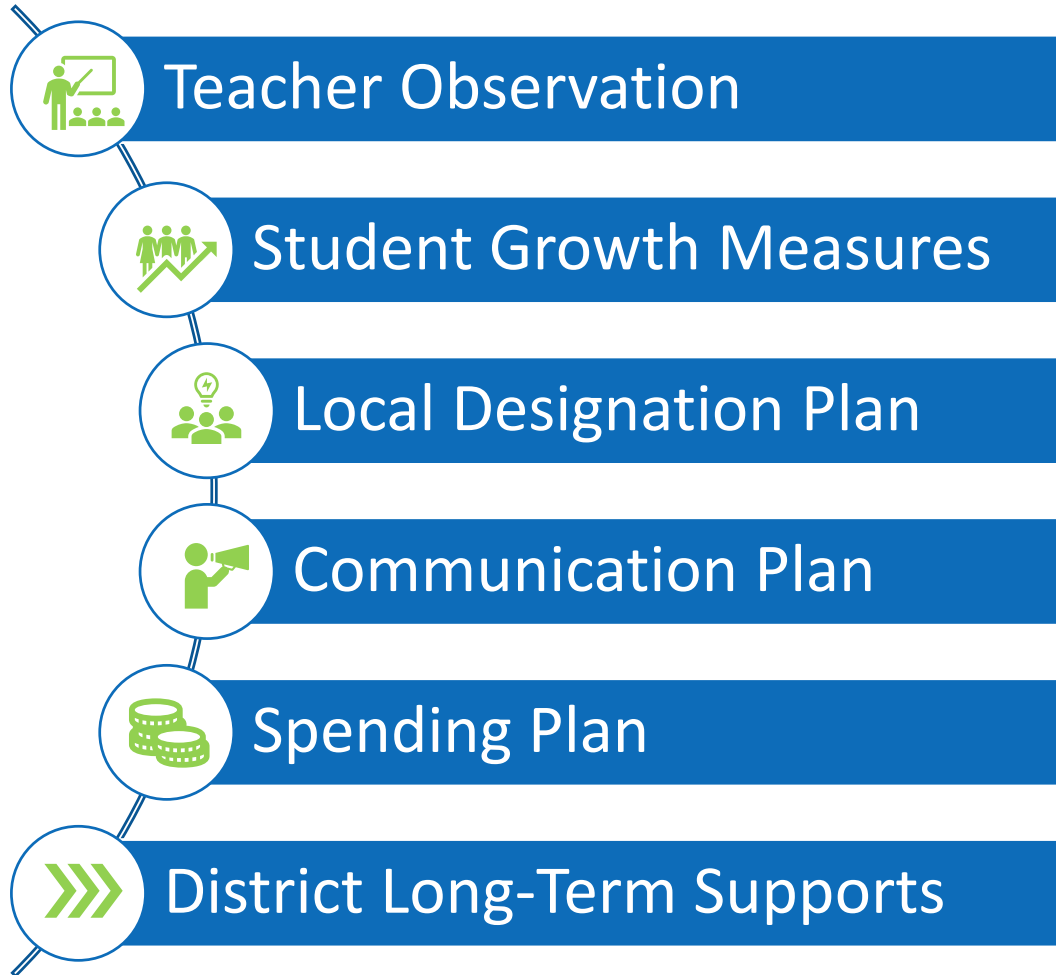 Teacher Observation
Student Growth Measures
Local Designation Plan
Communication Plan
Spending Plan
District Long-Term Supports